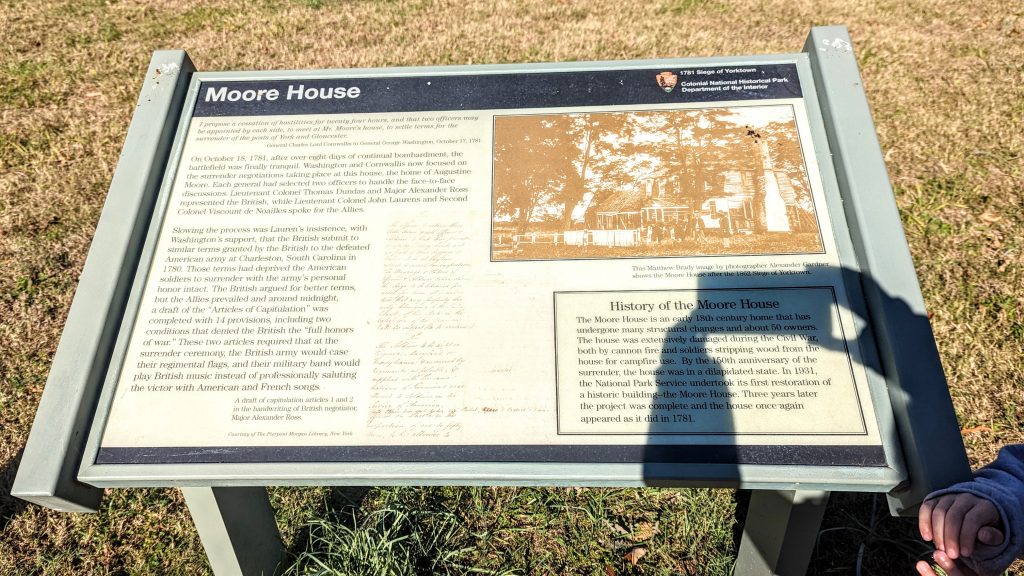 Moore House
1781 Siege of Yorktown
Colonial National Historical Park
Department of the Interior
I propose a cessation of hostilities for twenty four hours, and that two officers may
be appointed by each side, to meet at Mr. Moore's house, to settle terms for the
surrender of the posts of York and Gloucester.
General Charles Lord Cornwallis to General George Washington, October 17, 1781
On October 18, 1781, after over eight days of continual bombardment, the
battlefield was finally tranquil. Washington and Cornwallis now focused on
the surrender negotiations taking place at this house, the home of Augustine
Moore. Each general had selected two officers to handle the face-to-face
discussions. Lieutenant Colonel Thomas Dundas and Major Alexander Ross
represented the British, while Lieutenant Colonel John Laurens and Second
Colonel Viscount de Noailles spoke for the Allies.
Slowing the process was Lauren's insistence, with
Washington's support, that the British submit to
similar terms granted by the British to the defeated
American army at Charleston, South Carolina in
1780. Those terms had deprived the American
soldiers to surrender with the army's personal
honor intact. The British argued for better terms,
but the Allies prevailed and around midnight,
a draft of the "Articles of Capitulation" was
completed with 14 provisions, including two
conditions that denied the British the "full honors
of war." These two articles required that at the
surrender ceremony, the British army would case
their regimental flags, and their military band would
play British music instead of professionally saluting
the victor with American and French songs.
A draft of capitulation articles 1 and 2
in the handwriting of British negotiator,
Major Alexander Ross.
Courtesy of The Pierpont Morgan Library, New York
This Matthew Brady image by photographer Alexander Gardner
shows the Moore House after the 1862 Siege of Yorktown.
History of the Moore House
The Moore House is an early 18th century home that has
undergone many structural changes and about 50 owners.
The house was extensively damaged during the Civil War,
both by cannon fire and soldiers stripping wood from the
house for campfire use. By the 150th anniversary of the
surrender, the house was in a dilapidated state. In 1931,
the National Park Service undertook its first restoration of
a historic building--the Moore House. Three years later
the project was complete and the house once again
appeared as it did in 1781.